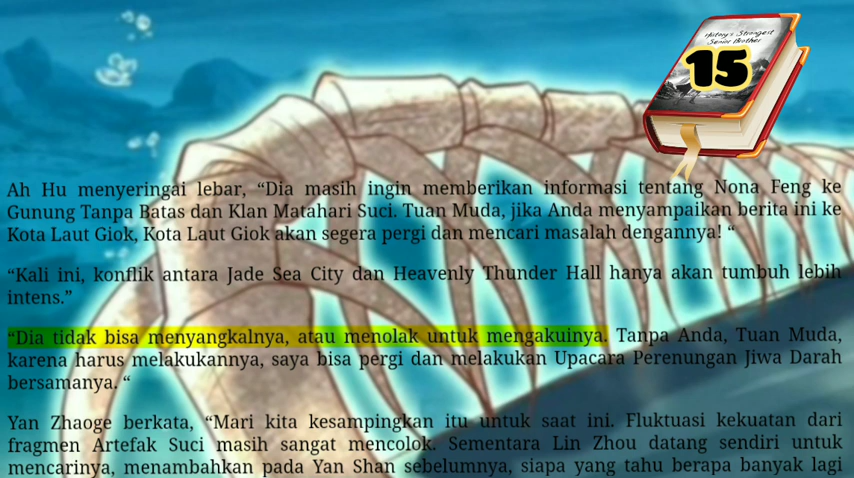 History's Strongest
Senior Brother
15
Ah Hu menyeringai lebar, “Dia masih ingin memberikan informasi tentang Nona Feng ke
Gunung Tanpa Batas dan Klan Matahari Suci. Tuan Muda, jika Anda menyampaikan berita ini ke
Kota Laut Giok, Kota Laut Giok akan segera pergi dan mencari masalah dengannya! “
“Kali ini, konflik antara Jade Sea City dan Heavenly Thunder Hall hanya akan tumbuh lebih
intens.”
“Dia tidak bisa menyangkalnya, atau menolak untuk mengakuinya. Tanpa Anda, Tuan Muda,
karena harus melakukannya, saya bisa pergi dan melakukan Upacara Perenungan Jiwa Darah
bersamanya. “
Yan Zhaoge berkata, “Mari kita kesampingkan itu untuk saat ini. Fluktuasi kekuatan dari
fragmen Artefak Suci masih sangat mencolok. Sementara Lin Zhou datang sendiri untuk
mencarinya, menambahkan pada Yan Shan sebelumnya, siapa yang tahu berapa banyak lagi